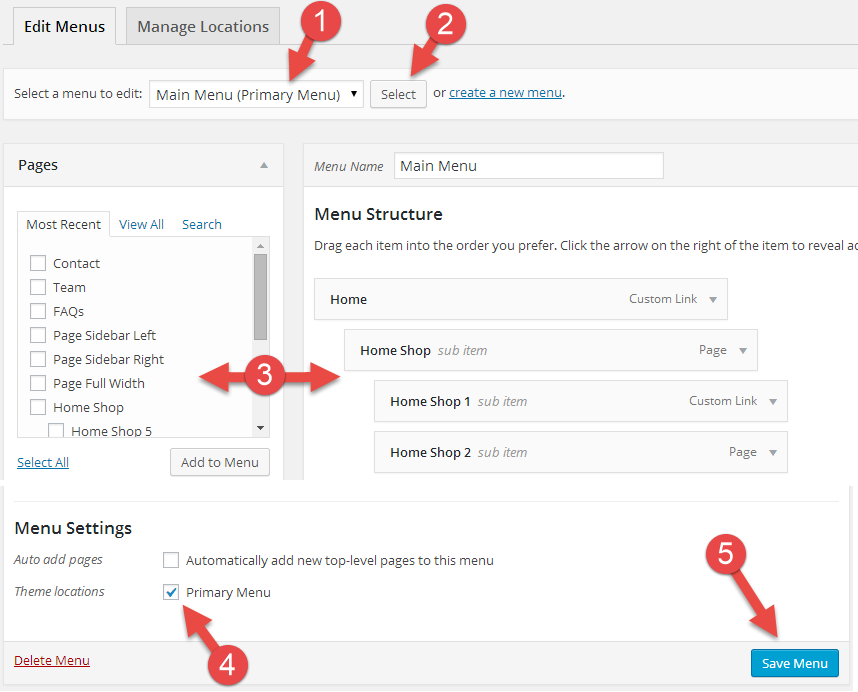 Edit Menus
Manage Locations
1
2
Select a menu to edit: Main Menu (Primary Menu) Select or create a new menu.
Pages
Most Recent View All Search
Contact
Team
FAQs
Page Sidebar Left
Page Sidebar Right
Page Full Width
Home Shop
Home Shop 5
Select All Add to Menu
3
Menu Name Main Menu
Menu Structure
Drag each item into the order you prefer. Click the arrow on the right of the item to reveal ac
Home Custom Link
Home Shop sub item Page
Home Shop 1 sub item Custom Link
Home Shop 2 sub item Page
Menu Settings
Auto add pages Automatically add new top-level pages to this menu
Theme locations Primary Menu
4
5
Delete Menu Save Menu